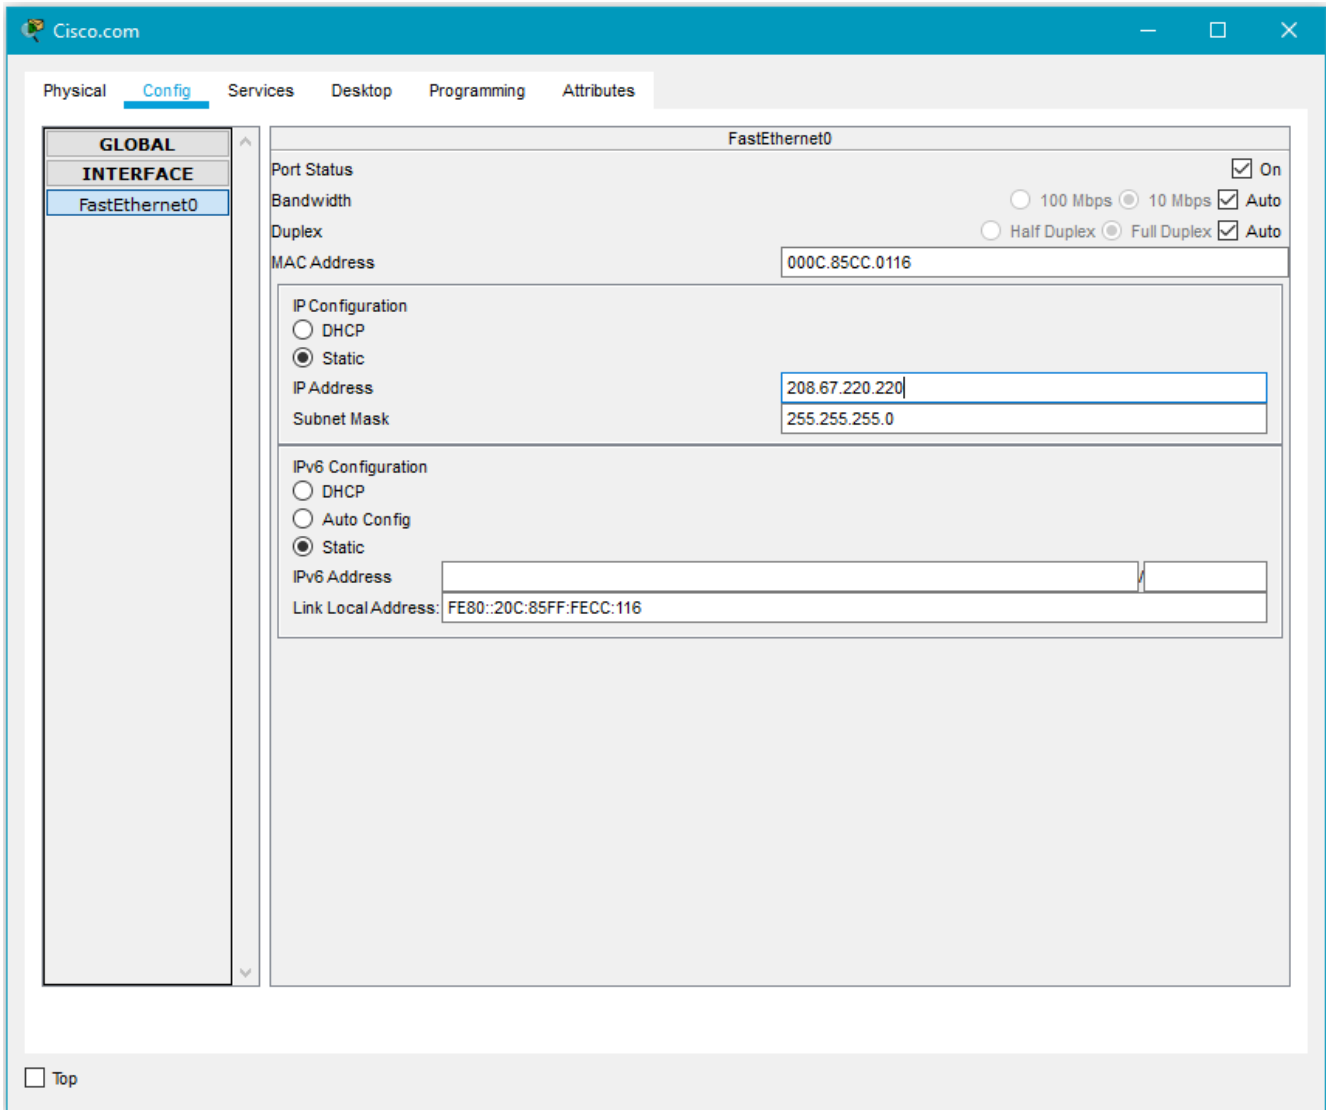 Cisco.com
Physical Config Services Desktop Programming Attributes
GLOBAL
INTERFACE
FastEthernet0
FastEthernet0
Port Status On
Bandwidth 100 Mbps 10 Mbps Auto
Duplex Half Duplex Full Duplex Auto
MAC Address 000C.85CC.0116
IP Configuration
DHCP
Static
IP Address 208.67.220.220
Subnet Mask 255.255.255.0
IPv6 Configuration
DHCP
Auto Config
Static
IPv6 Address /
Link Local Address: FE80::20C:85FF:FECC:116
Top